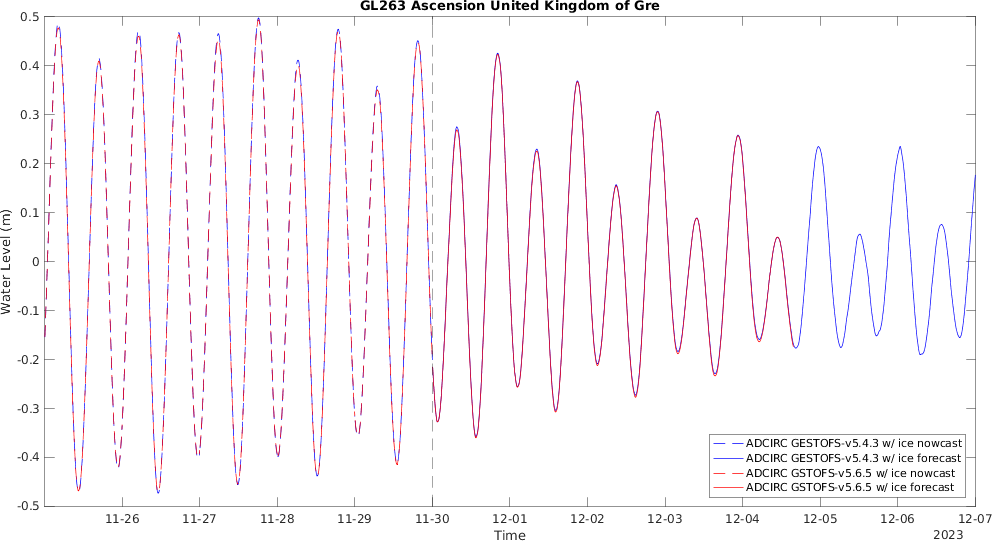 GL263 Ascension United Kingdom of Gre
0.5
0.4
0.3
0.2
0.1
0
-0.1
-0.2
-0.3
-0.4
-0.5
Water Level (m)
ADCIRC GESTOFS-v5.4.3 w/ ice nowcast
ADCIRC GESTOFS-v5.4.3 w/ ice forecast
ADCIRC GSTOFS-v5.6.5 w/ ice nowcast
ADCIRC GSTOFS-v5.6.5 w/ ice forecast
11-26 11-27 11-28 11-29 11-30 12-01 12-02 12-03 12-04 12-05 12-06 12-07
Time
2023